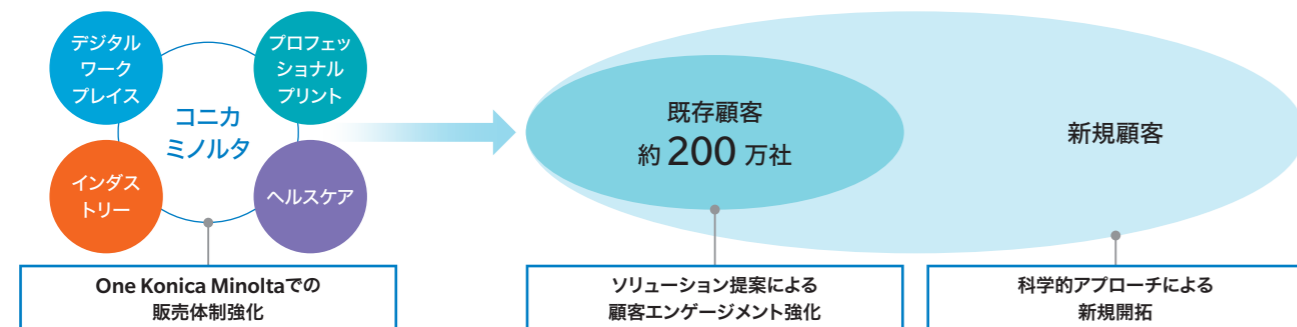 デジタル
ワーク
プレイス
プロフェッ
ショナル
プリント
コニカ
ミノルタ
インダス
トリー
ヘルスケア
既存顧客
約 200 万社
新規顧客
One Konica Minoltaでの
販売体制強化
ソリューション提案による
顧客エンゲージメント強化
科学的アプローチによる
新規開拓